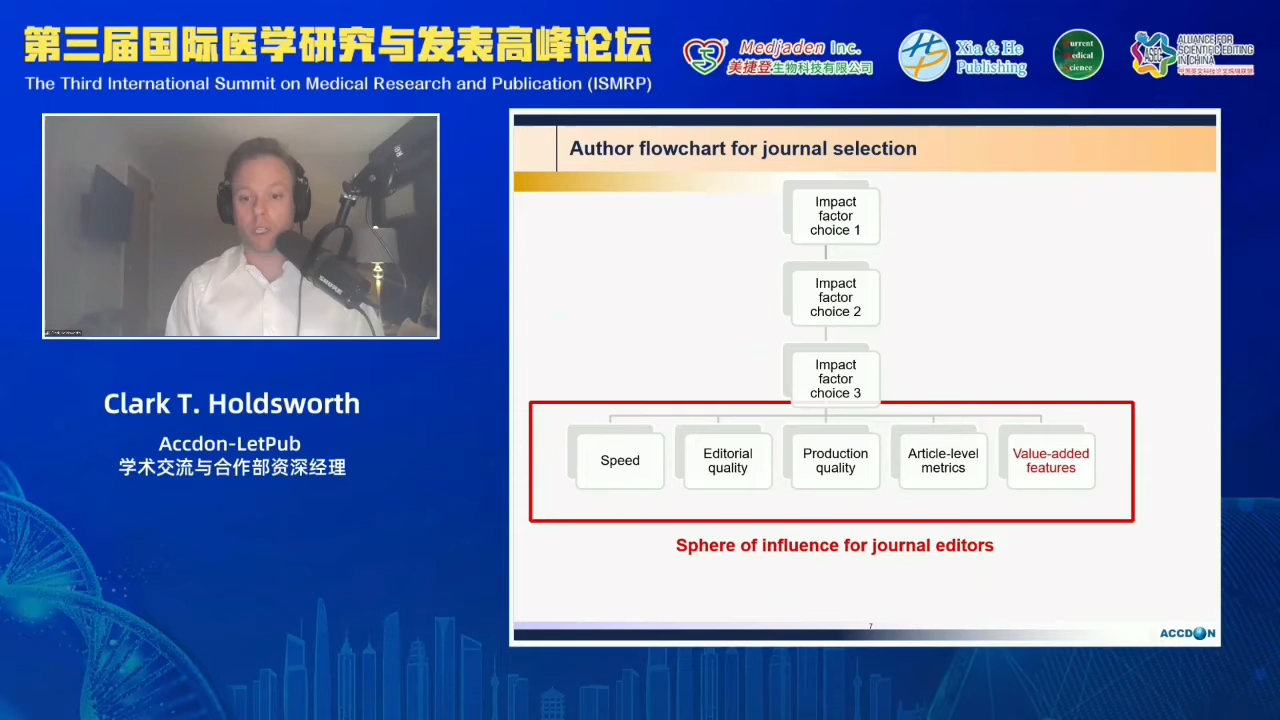 第三届国际医学研究与发表高峰论坛
The Third International Summit on Medical Research and Publication (ISMRP)
Medjaden Inc.
美捷登生物科技有限公司
Xia & He
Publishing
Current
Medical
Science
ALLIANCE FOR
SCIENTIFIC EDITING
IN CHINA
Author flowchart for journal selection
Impact
factor
choice 1
Impact
factor
choice 2
Impact
factor
choice 3
Speed
Editorial
quality
Production
quality
Article-level
metrics
Value-added
features
Sphere of influence for journal editors
7
ACCDON
SHURE
Clark T. Holdsworth
Accdon-LetPub
学术交流与合作部资深经理